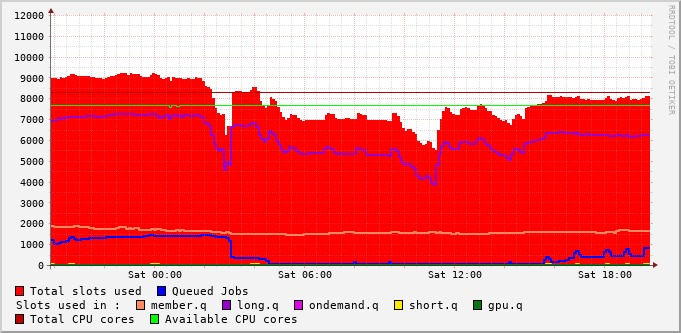 12000
11000
10000
9000
8000
7000
6000
5000
4000
3000
2000
1000
0
Sat 00:00 Sat 06:00 Sat 12:00 Sat 18:00
Total slots used Queued Jobs
Slots used in : member.q long.q ondemand.q short.q gpu.q
Total CPU cores Available CPU cores
RRDTOOL / TOBI OETIKER